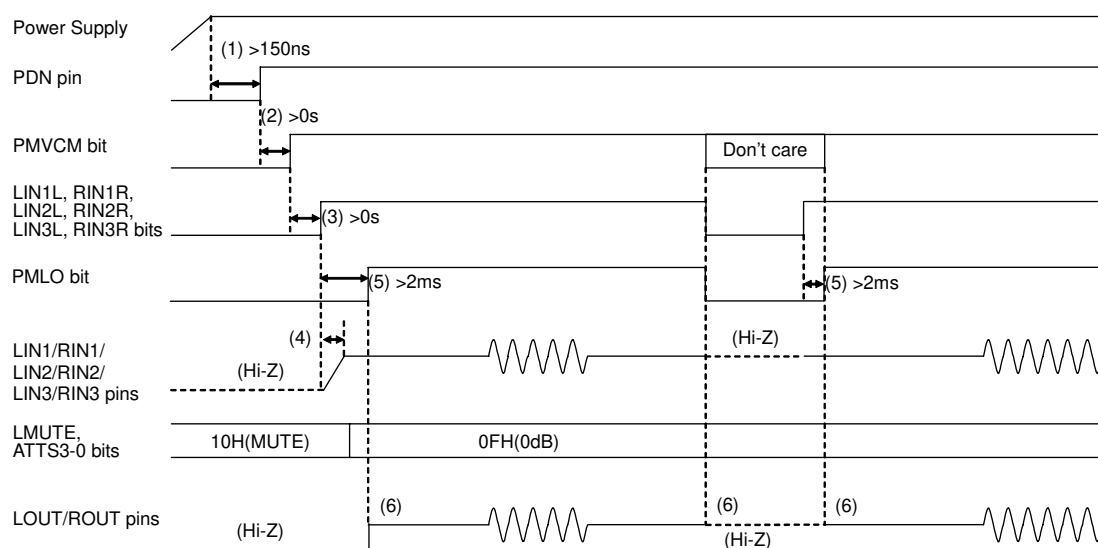 Power Supply
(1) >150ns
PDN pin
(2) >0s
PMVCM bit
Don't care
LIN1L, RIN1R,
LIN2L, RIN2R,
LIN3L, RIN3R bits
(3) >0s
PMLO bit
(5) >2ms
(5) >2ms
(4)
LIN1/RIN1/
LIN2/RIN2/
LIN3/RIN3 pins
(Hi-Z)
(Hi-Z)
LMUTE,
ATTS3-0 bits
10H(MUTE)
0FH(0dB)
LOUT/ROUT pins
(Hi-Z)
(6)
(6)
(6)
(Hi-Z)